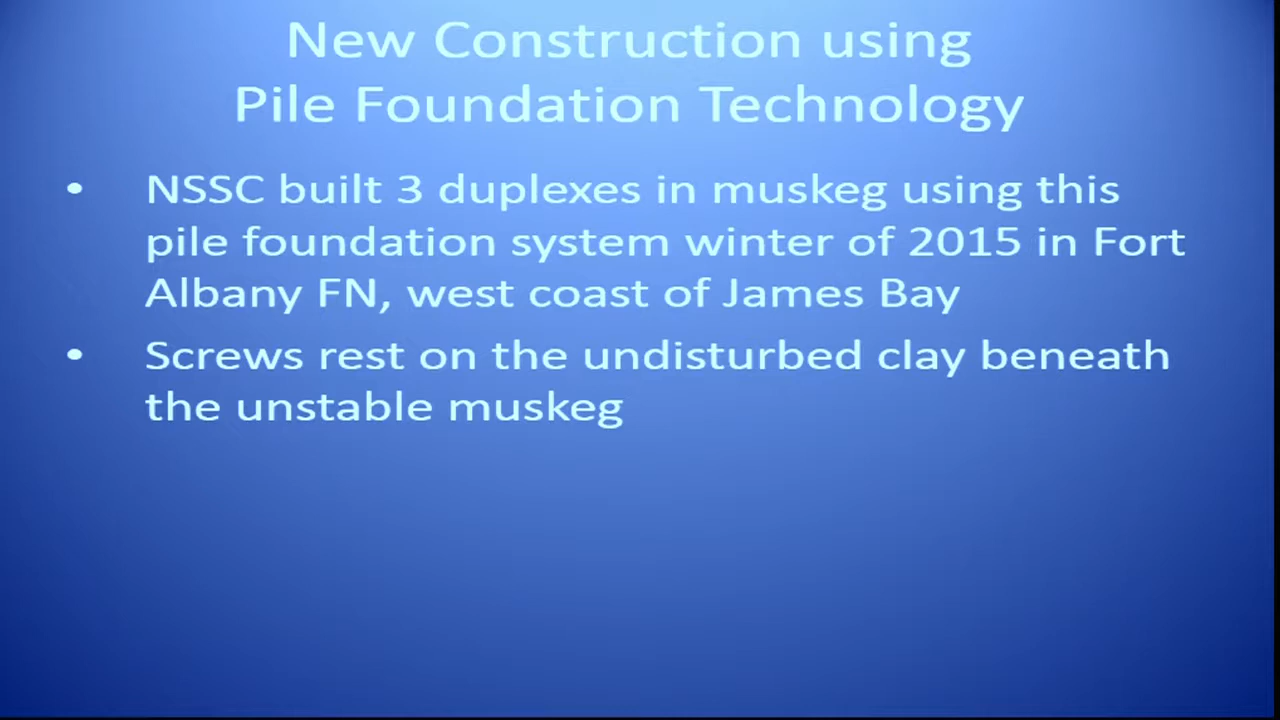 New Construction using
Pile Foundation Technology
• NSSC built 3 duplexes in muskeg using this
pile foundation system winter of 2015 in Fort
Albany FN, west coast of James Bay
• Screws rest on the undisturbed clay beneath
the unstable muskeg